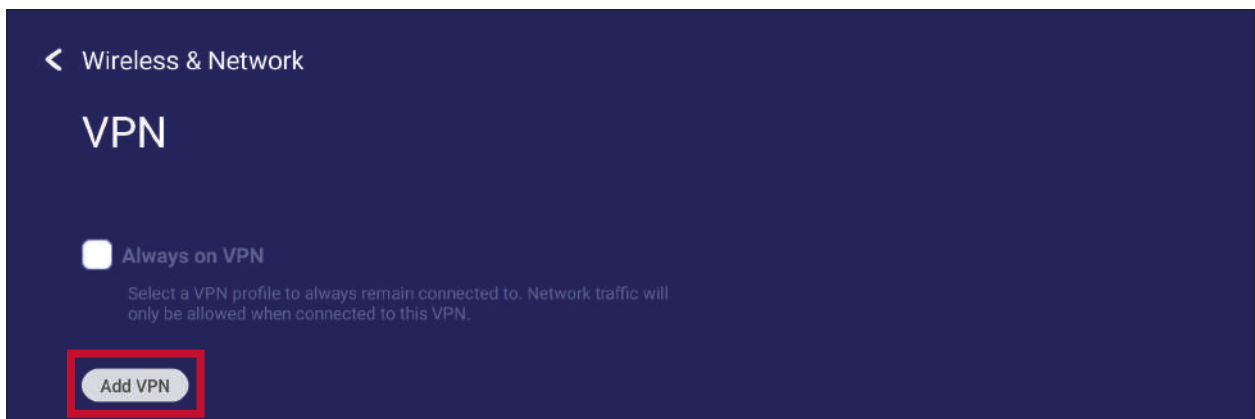 Wireless & Network
VPN
Always on VPN
Select a VPN profile to always remain connected to. Network traffic will
only be allowed when connected to this VPN.
Add VPN